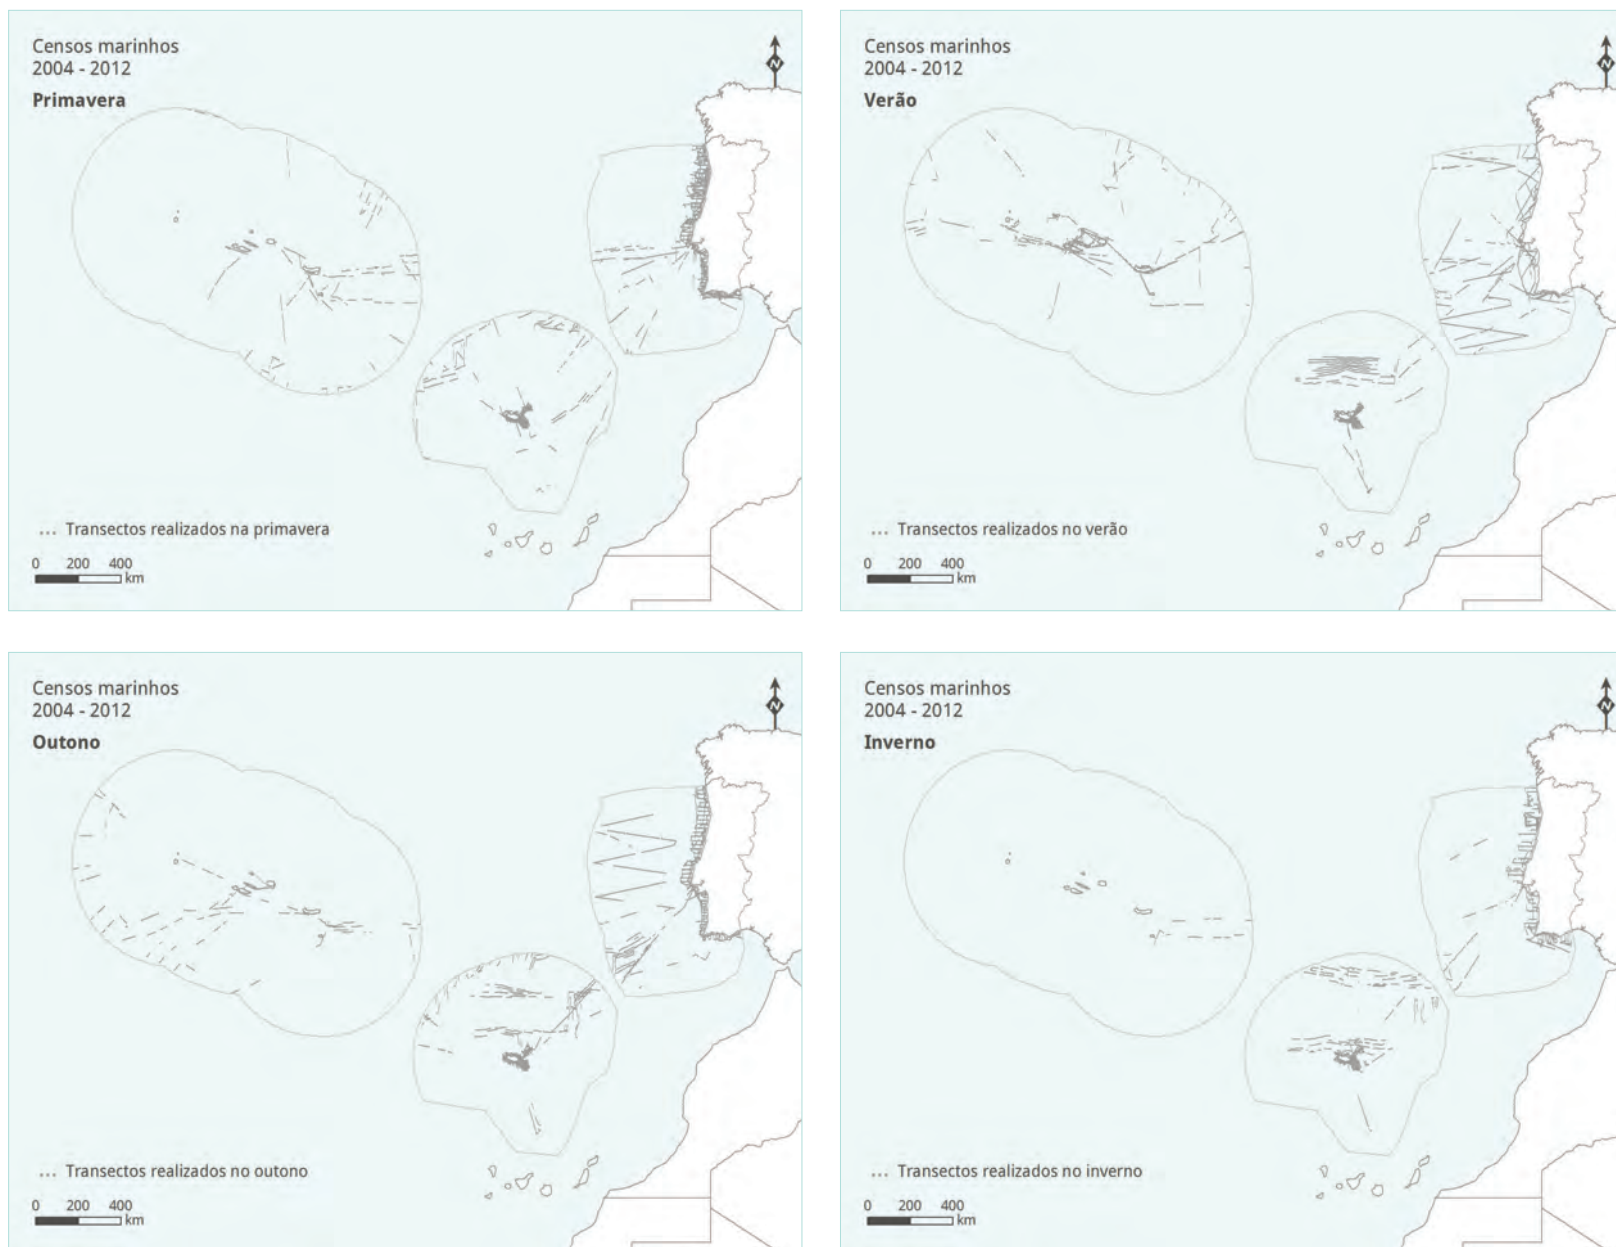 Censos marinhos
2004 - 2012
Primavera
N
... Transectos realizados na primavera
0 200 400
km
Censos marinhos
2004 - 2012
Verão
N
... Transectos realizados no verão
0 200 400
km
Censos marinhos
2004 - 2012
Outono
N
... Transectos realizados no outono
0 200 400
km
Censos marinhos
2004 - 2012
Inverno
N
... Transectos realizados no inverno
0 200 400
km